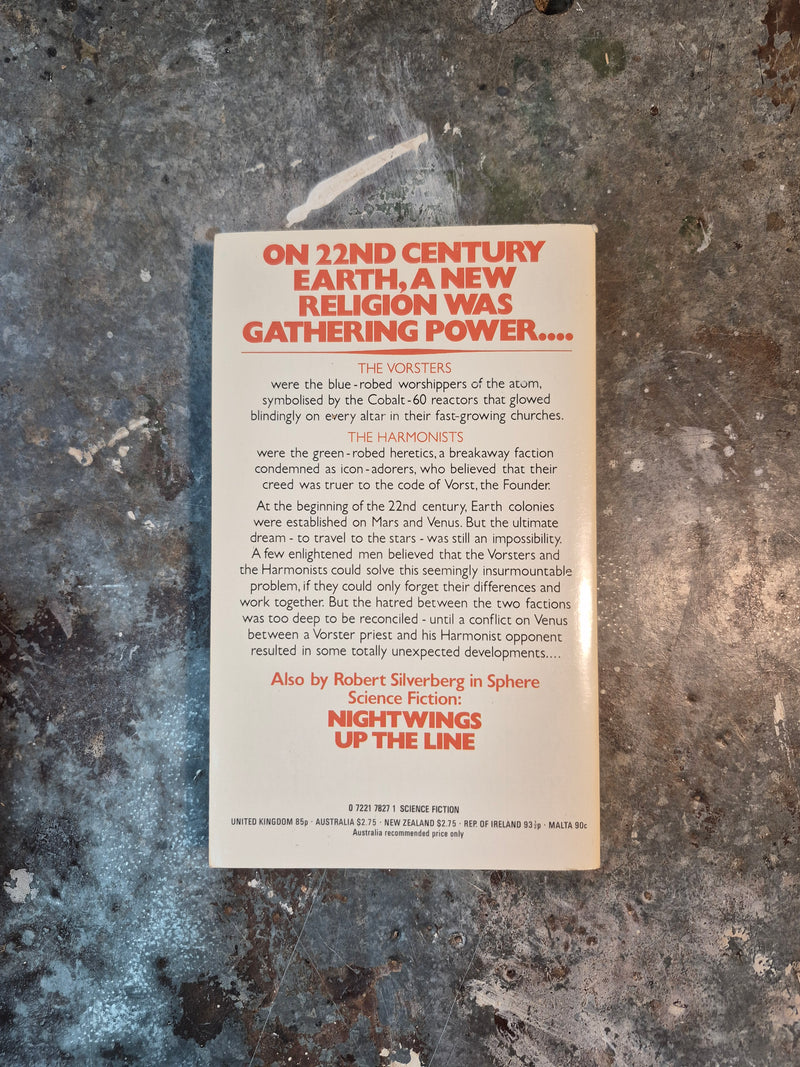 ON 22ND CENTURY
EARTH, A NEW
RELIGION WAS
GATHERING POWER....
THE VORSTERS
were the blue-robed worshippers of the atom,
symbolised by the Cobalt-60 reactors that glowed
blindingly on every altar in their fast-growing churches.
THE HARMONISTS
were the green-robed heretics, a breakaway faction
condemned as icon-adorers, who believed that their
creed was truer to the code of Vorst, the Founder.
At the beginning of the 22nd century, Earth colonies
were established on Mars and Venus. But the ultimate
dream - to travel to the stars - was still an impossibility.
A few enlightened men believed that the Vorsters and
the Harmonists could solve this seemingly insurmountable
problem, if they could only forget their differences and
work together. But the hatred between the two factions
was too deep to be reconciled - until a conflict on Venus
between a Vorster priest and his Harmonist opponent
resulted in some totally unexpected developments....
Also by Robert Silverberg in Sphere
Science Fiction:
NIGHTWINGS
UP THE LINE
0 7221 7827 1 SCIENCE FICTION
UNITED KINGDOM 85p · AUSTRALIA $2.75 · NEW ZEALAND $2.75 · REP OF IRELAND 93½p · MALTA 90c
Australia recommended price only